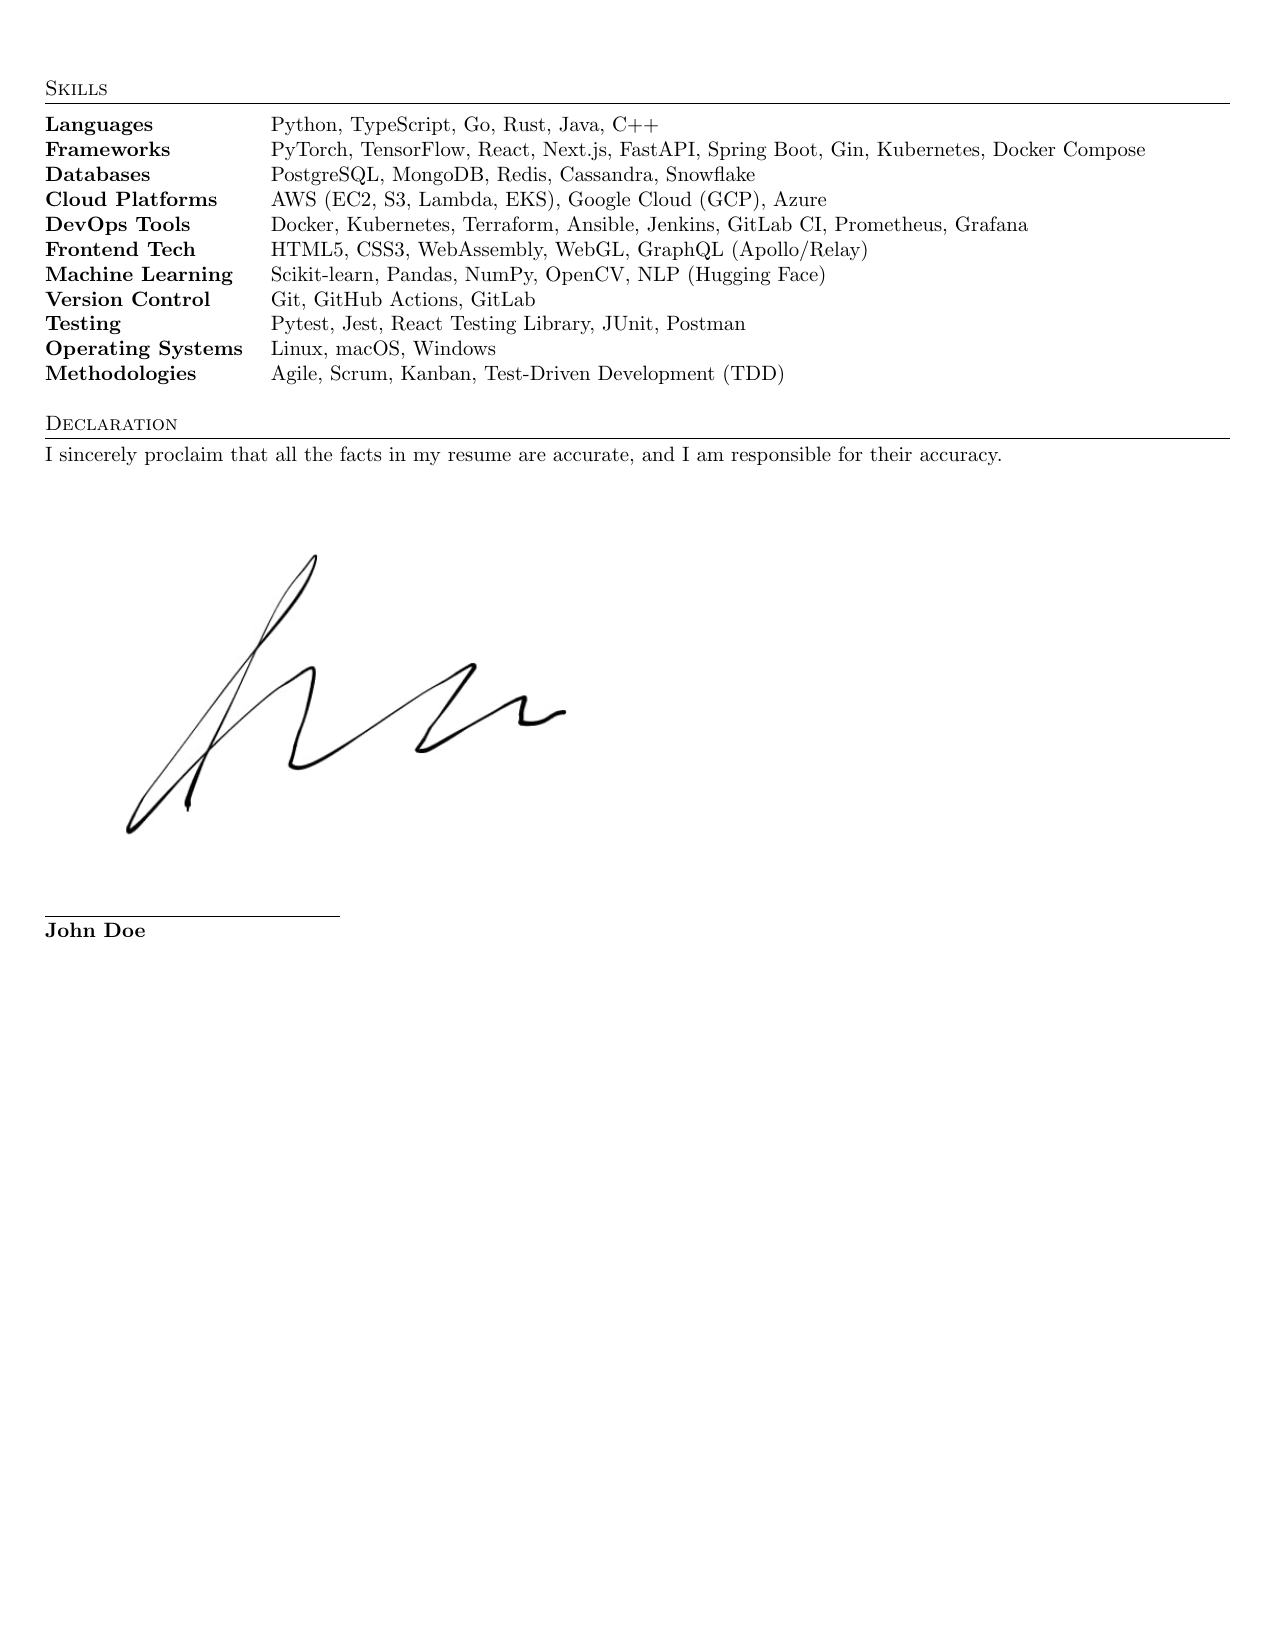 Skills
Languages Python, TypeScript, Go, Rust, Java, C++
Frameworks PyTorch, TensorFlow, React, Next.js, FastAPI, Spring Boot, Gin, Kubernetes, Docker Compose
Databases PostgreSQL, MongoDB, Redis, Cassandra, Snowflake
Cloud Platforms AWS (EC2, S3, Lambda, EKS), Google Cloud (GCP), Azure
DevOps Tools Docker, Kubernetes, Terraform, Ansible, Jenkins, GitLab CI, Prometheus, Grafana
Frontend Tech HTML5, CSS3, WebAssembly, WebGL, GraphQL (Apollo/Relay)
Machine Learning Scikit-learn, Pandas, NumPy, OpenCV, NLP (Hugging Face)
Version Control Git, GitHub Actions, GitLab
Testing Pytest, Jest, React Testing Library, JUnit, Postman
Operating Systems Linux, macOS, Windows
Methodologies Agile, Scrum, Kanban, Test-Driven Development (TDD)
Declaration
I sincerely proclaim that all the facts in my resume are accurate, and I am responsible for their accuracy.
John Doe